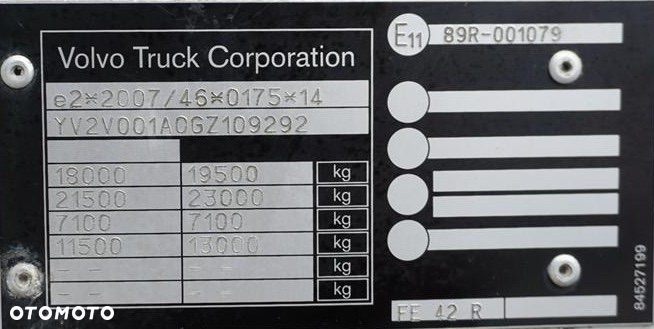 Volvo Truck Corporation
e2*2007/46*0175*14
YV2V001A0GZ109292
18000 19500 kg
21500 23000 kg
7100 7100 kg
11500 13000 kg
- - - - kg
- - - - kg
E11 89R-001079
FE 42 R
84527199
OTOMOTO